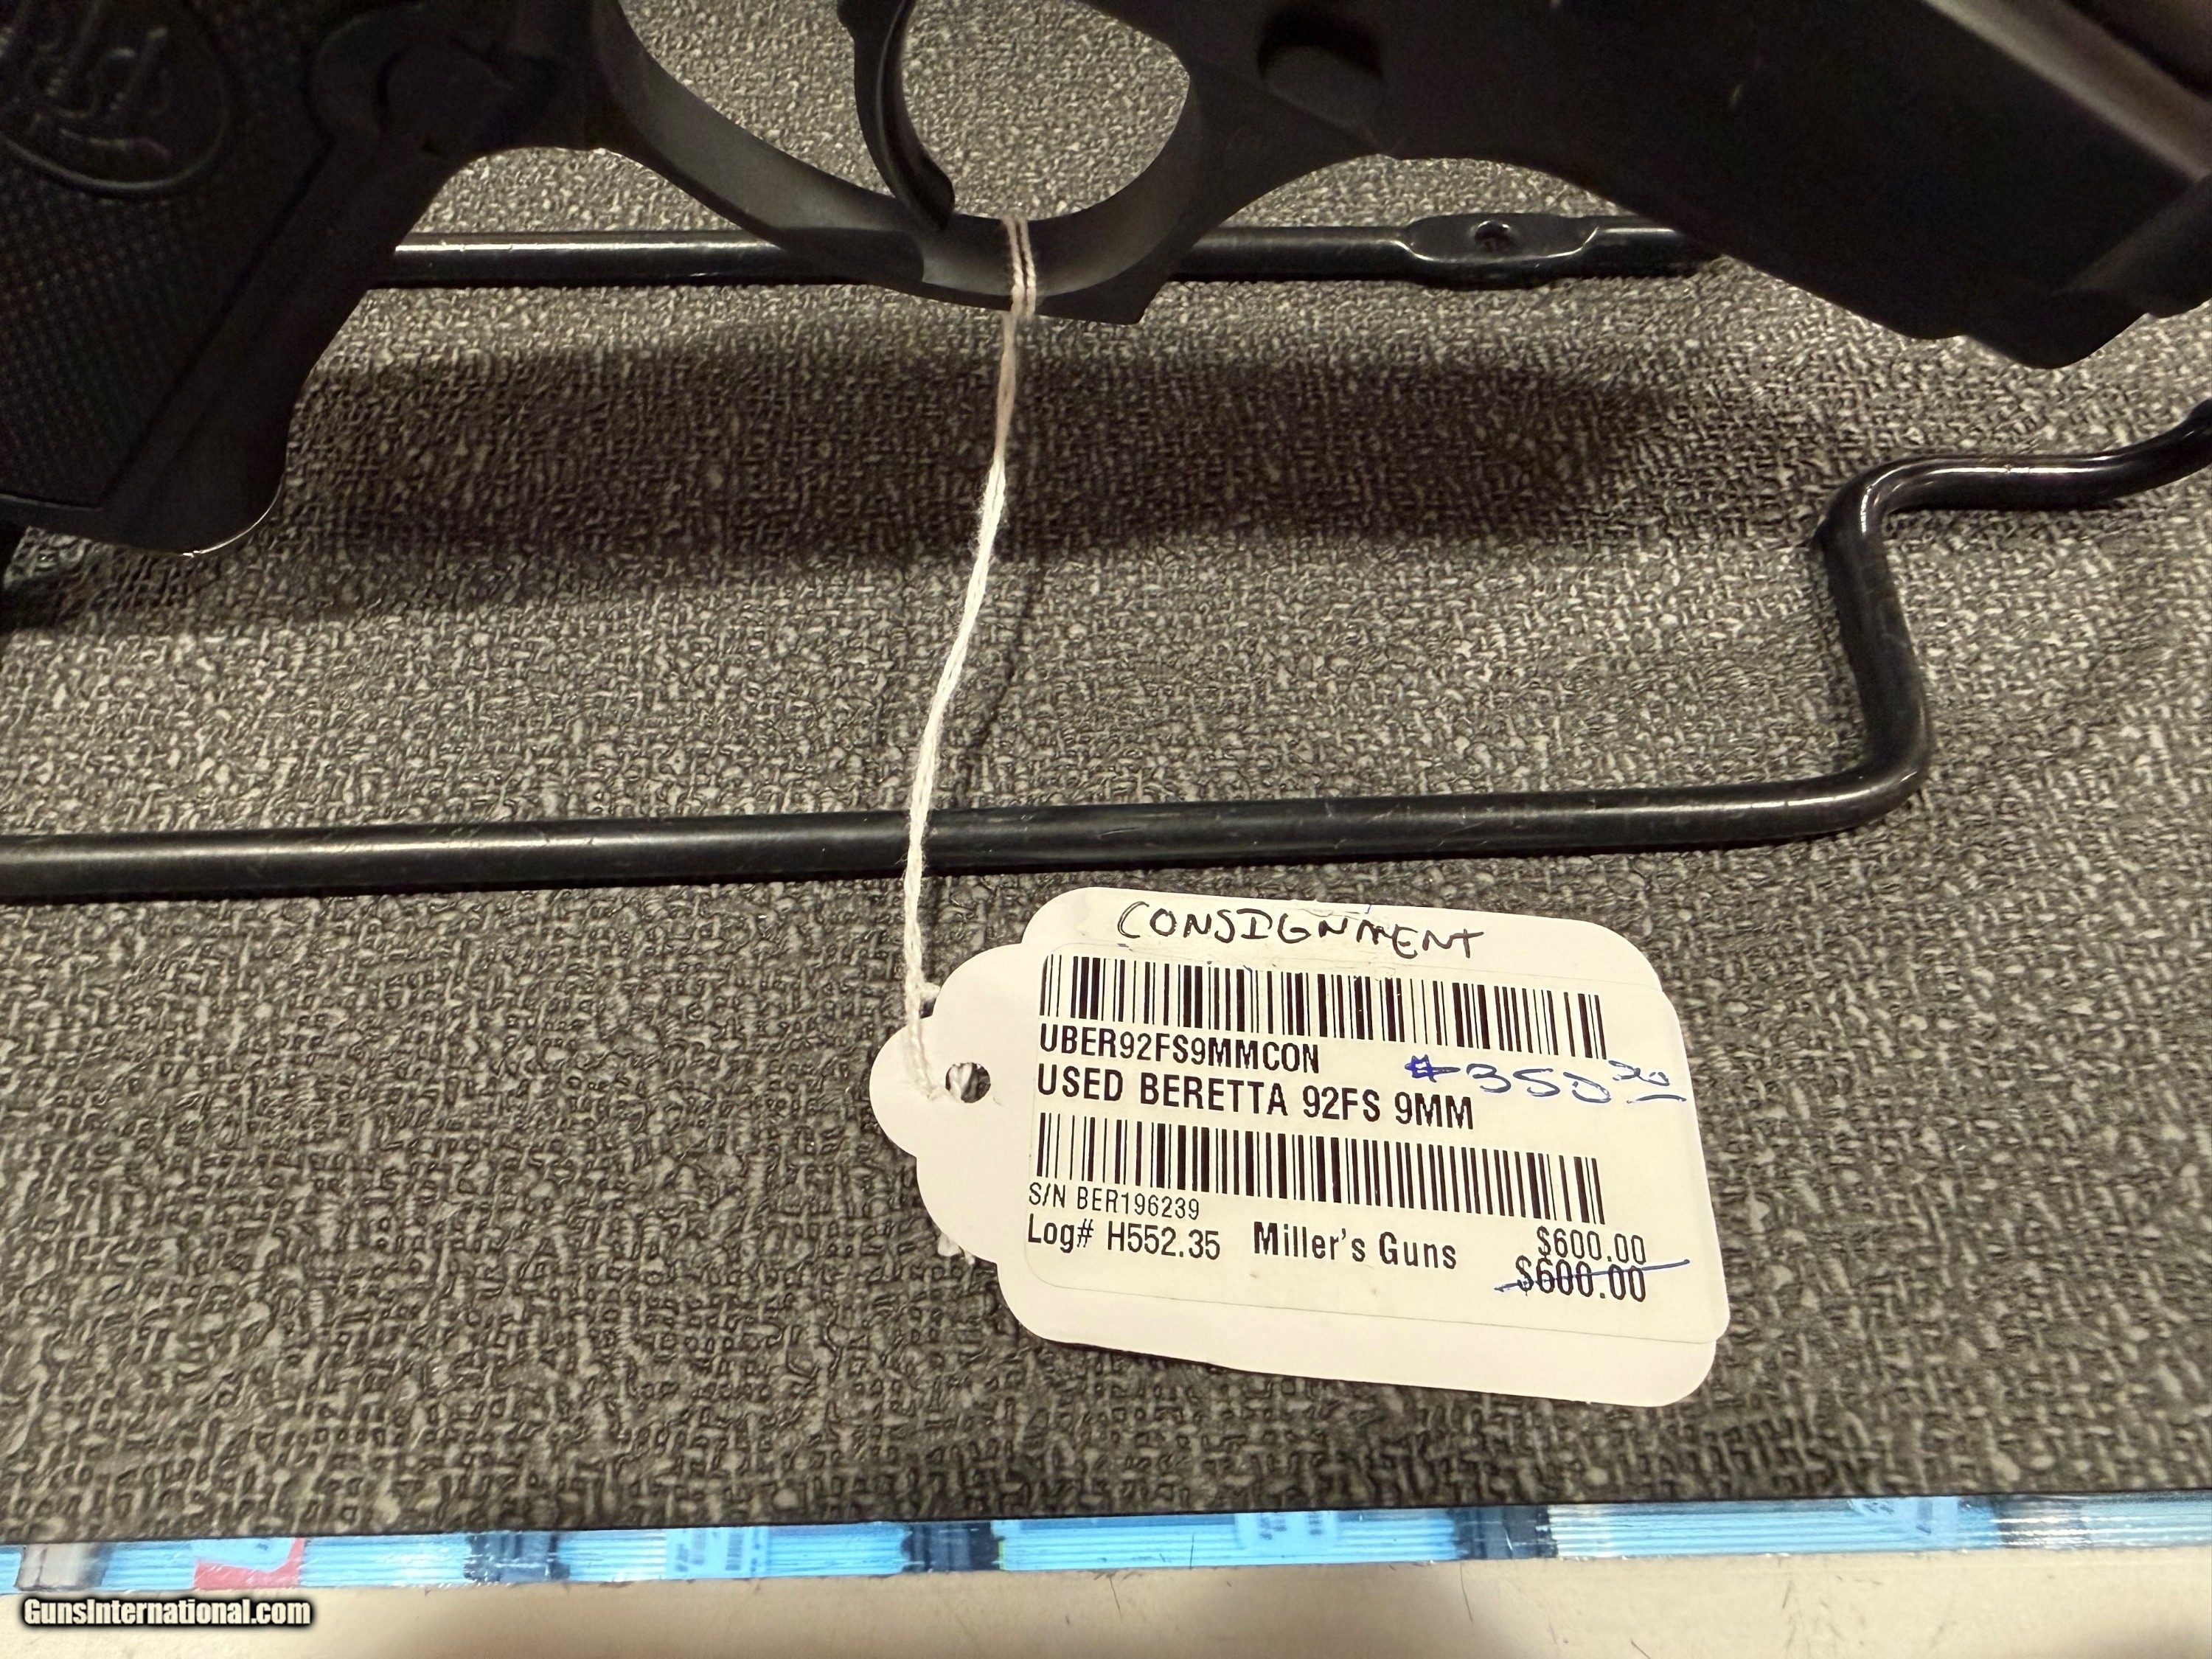 CONSIGNMENT
UBER92FS9MMCON
$350.00
USED BERETTA 92FS 9MM
S/N BER196239
Log# H552.35 Miller's Guns $600.00
$600.00
GunsInternational.com